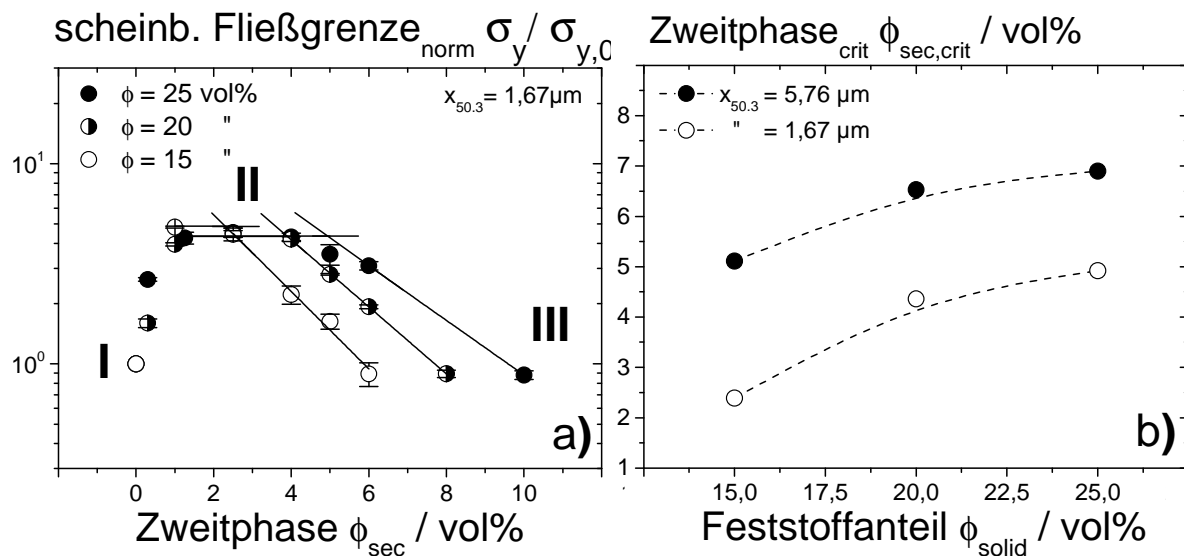 scheinb. Fließgrenze norm σy/ σy,0
ϕ = 25 vol%
ϕ = 20 "
ϕ = 15 "
x50.3= 1,67µm
I
II
III
a)
10¹
10⁰
0 2 4 6 8 10
Zweitphase ϕsec / vol%
Zweitphase crit ϕsec,crit / vol%
x50.3 = 5,76 µm
" = 1,67 µm
9
8
7
6
5
4
3
2
1
b)
15,0 17,5 20,0 22,5 25,0
Feststoffanteil ϕsolid / vol%